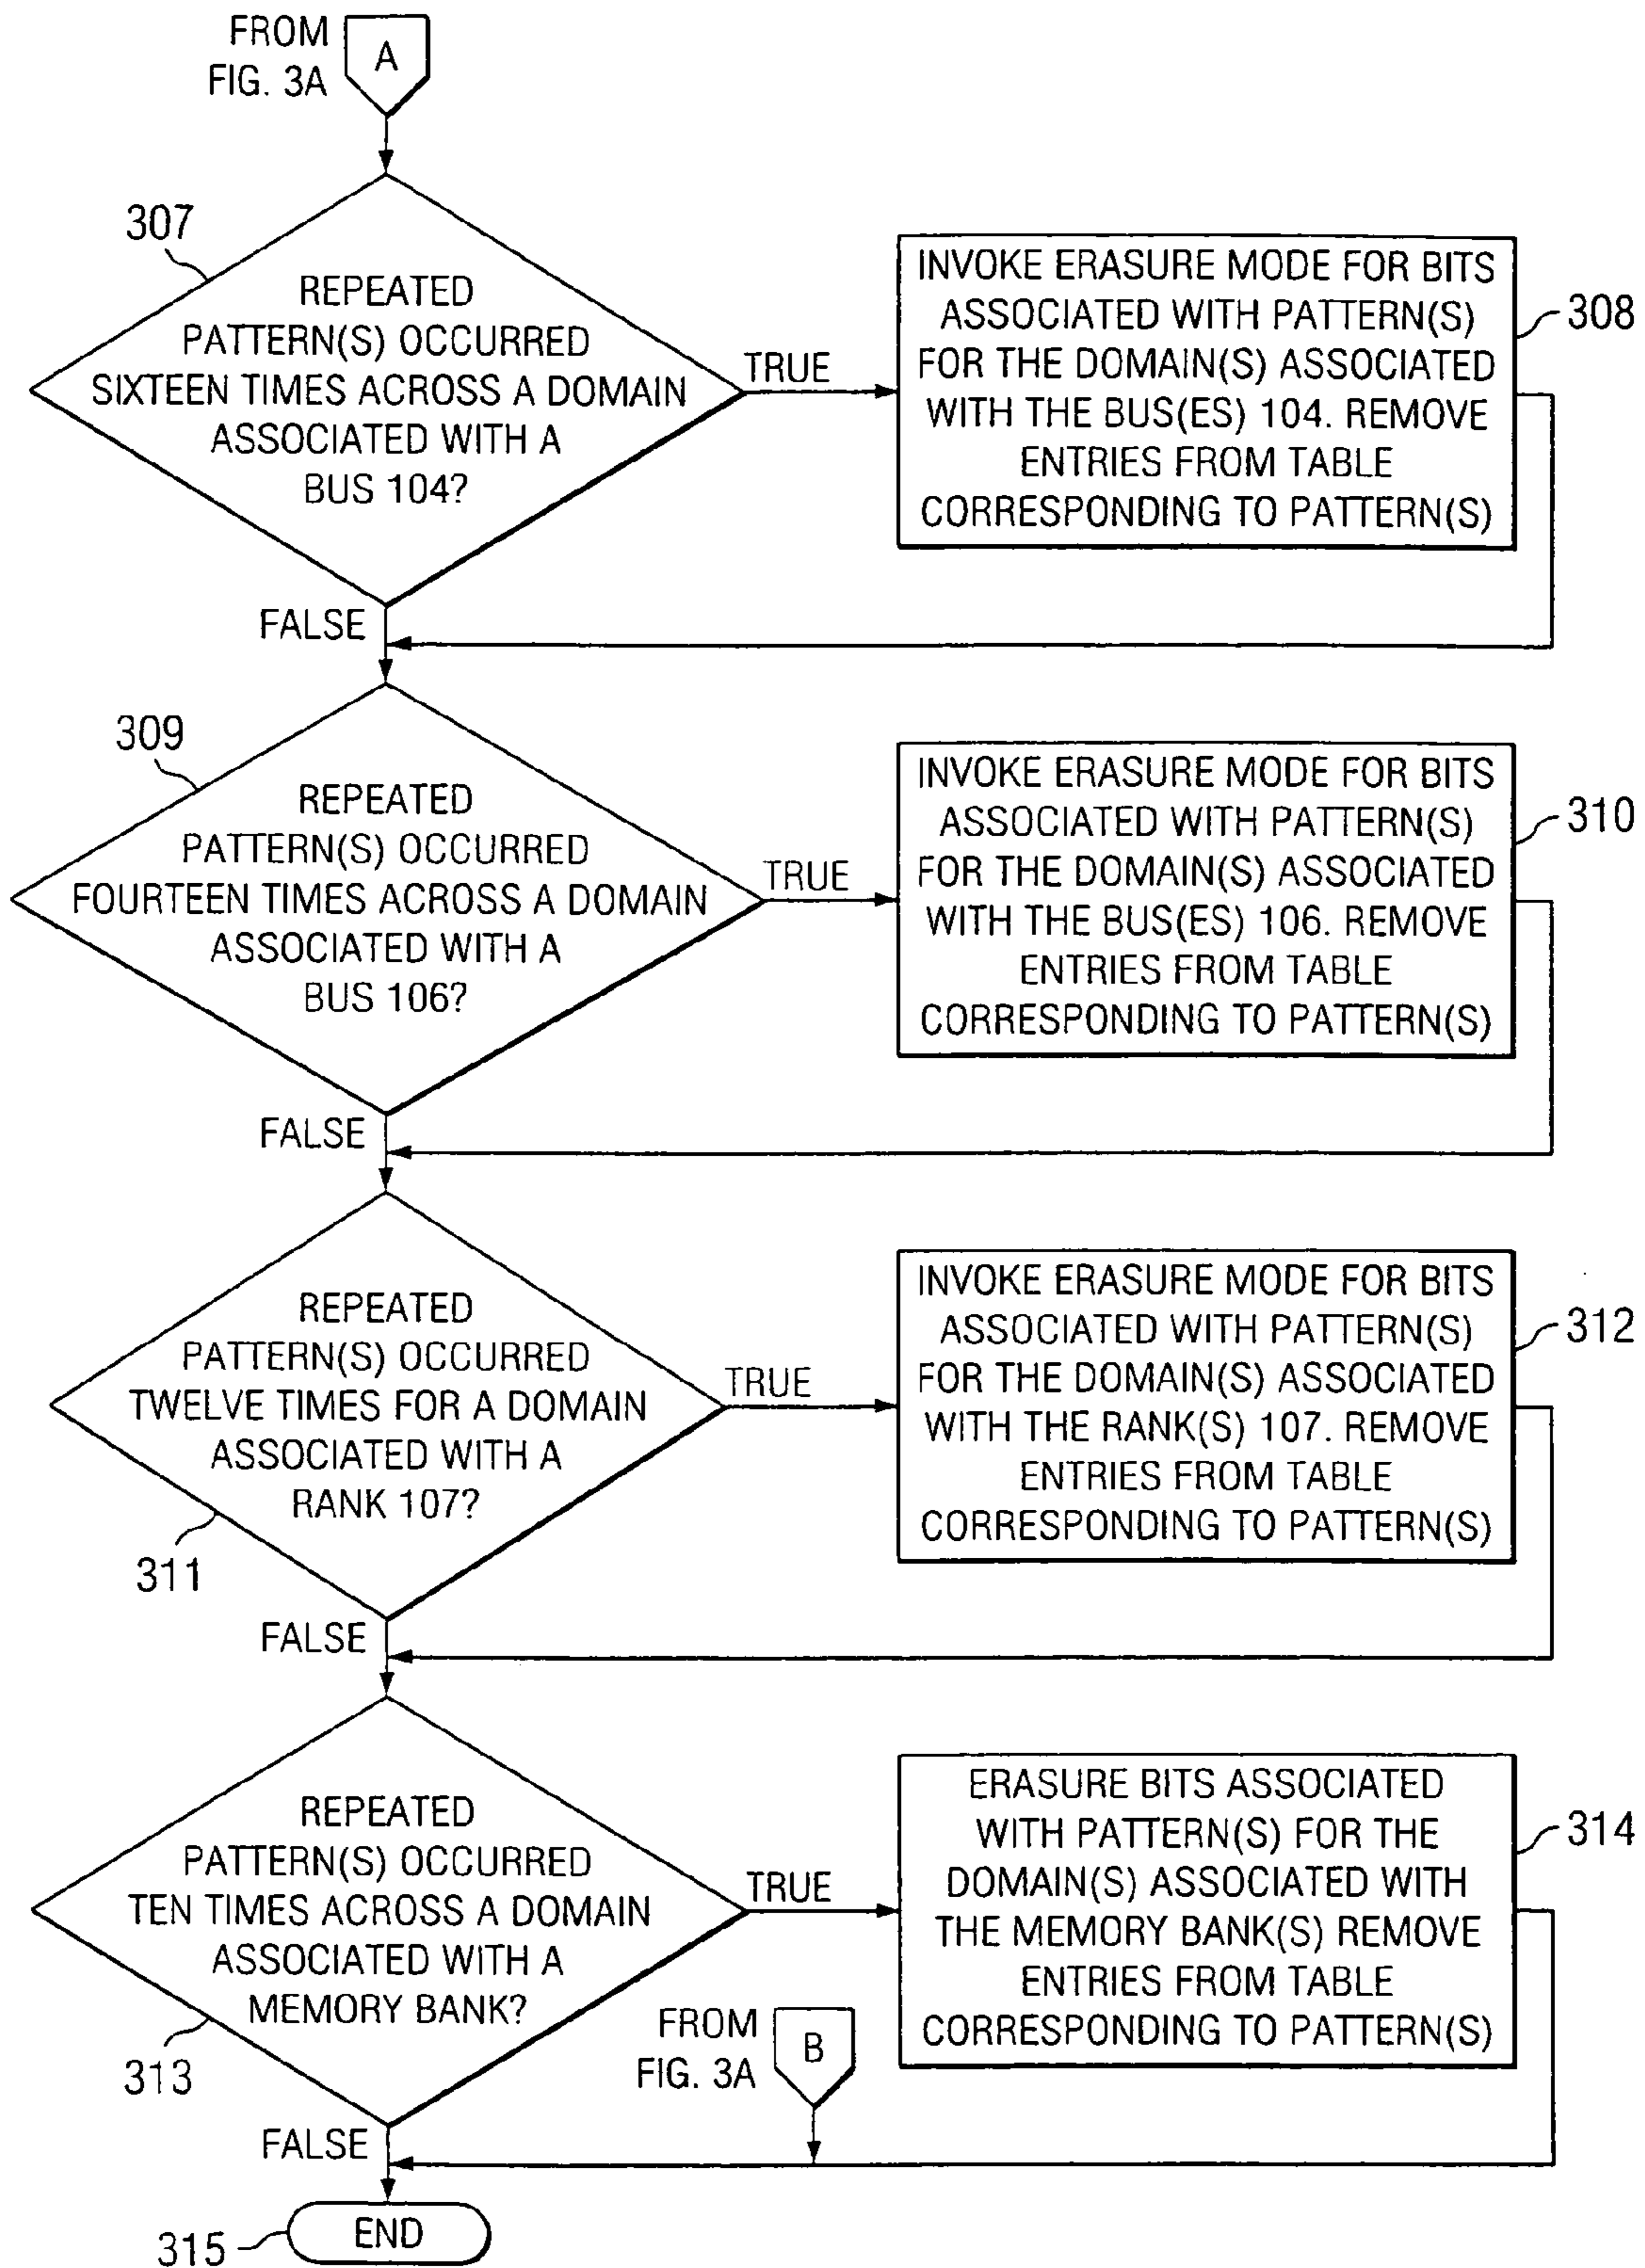 FROM
FIG. 3A
A
307
REPEATED
PATTERN(S) OCCURRED
SIXTEEN TIMES ACROSS A DOMAIN
ASSOCIATED WITH A
BUS 104?
TRUE
INVOKE ERASURE MODE FOR BITS
ASSOCIATED WITH PATTERN(S)
FOR THE DOMAIN(S) ASSOCIATED
WITH THE BUS(ES) 104. REMOVE
ENTRIES FROM TABLE
CORRESPONDING TO PATTERN(S)
308
FALSE
309
REPEATED
PATTERN(S) OCCURRED
FOURTEEN TIMES ACROSS A DOMAIN
ASSOCIATED WITH A
BUS 106?
TRUE
INVOKE ERASURE MODE FOR BITS
ASSOCIATED WITH PATTERN(S)
FOR THE DOMAIN(S) ASSOCIATED
WITH THE BUS(ES) 106. REMOVE
ENTRIES FROM TABLE
CORRESPONDING TO PATTERN(S)
310
FALSE
REPEATED
PATTERN(S) OCCURRED
TWELVE TIMES FOR A DOMAIN
ASSOCIATED WITH A
RANK 107?
311
TRUE
INVOKE ERASURE MODE FOR BITS
ASSOCIATED WITH PATTERN(S)
FOR THE DOMAIN(S) ASSOCIATED
WITH THE RANK(S) 107. REMOVE
ENTRIES FROM TABLE
CORRESPONDING TO PATTERN(S)
312
FALSE
REPEATED
PATTERN(S) OCCURRED
TEN TIMES ACROSS A DOMAIN
ASSOCIATED WITH A
MEMORY BANK?
313
TRUE
ERASURE BITS ASSOCIATED
WITH PATTERN(S) FOR THE
DOMAIN(S) ASSOCIATED WITH
THE MEMORY BANK(S) REMOVE
ENTRIES FROM TABLE
CORRESPONDING TO PATTERN(S)
314
FROM
FIG. 3A
B
FALSE
END
315